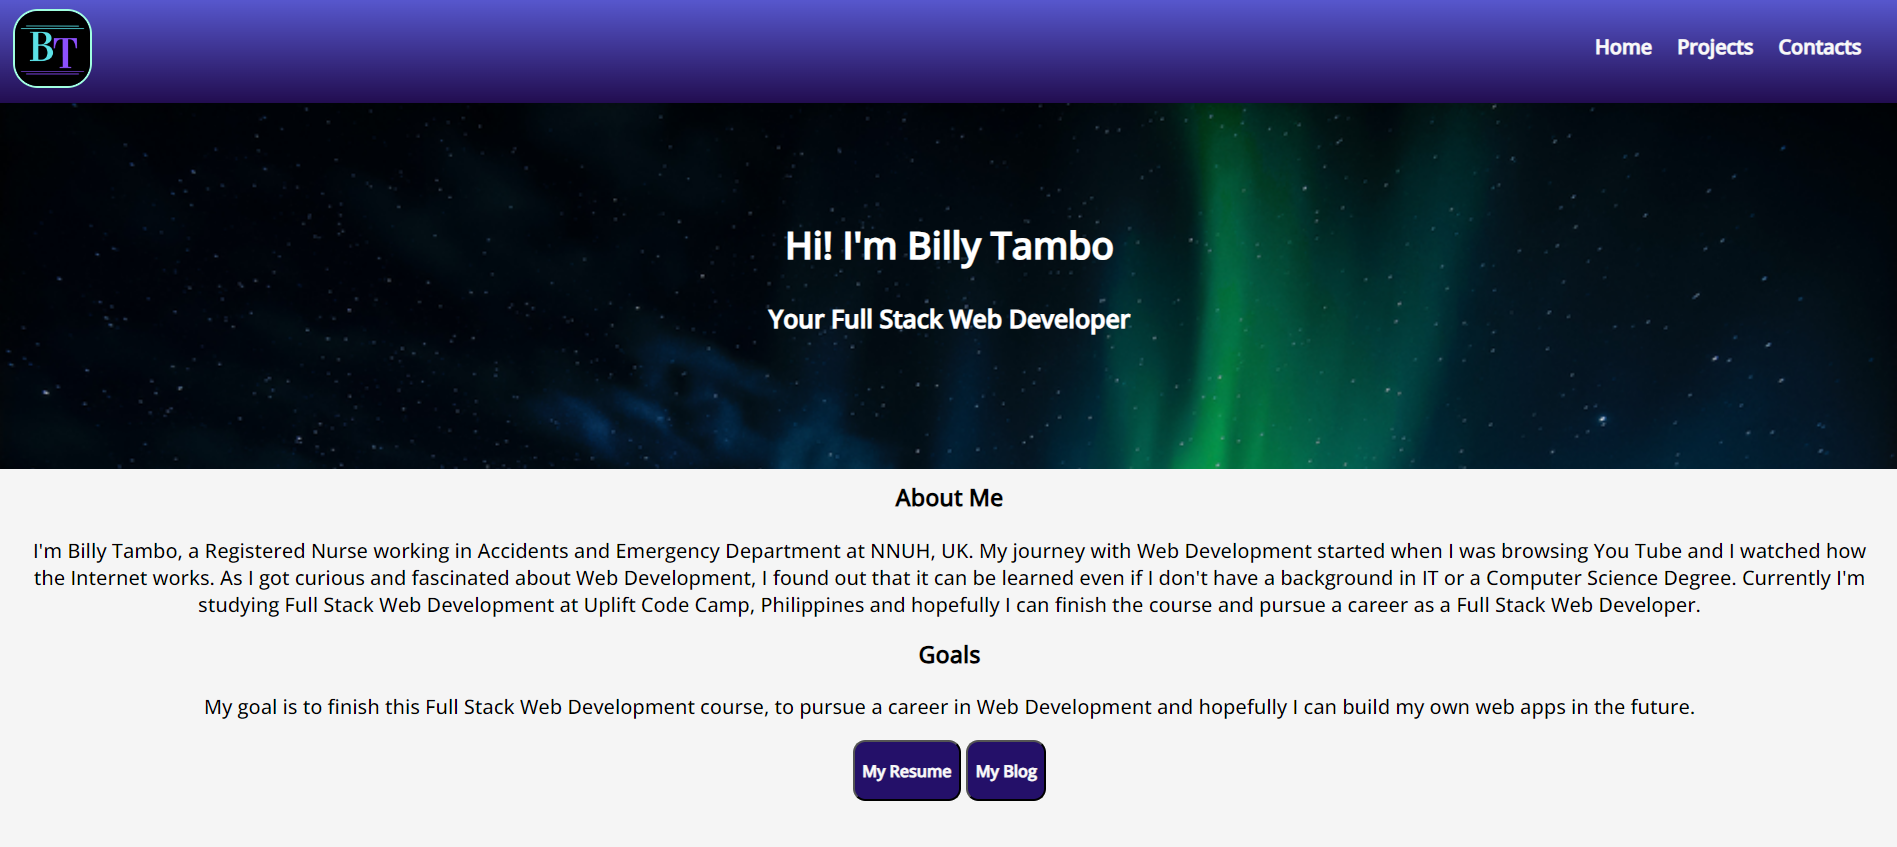 BT
Home Projects Contacts
Hi! I'm Billy Tambo
Your Full Stack Web Developer
About Me
I'm Billy Tambo, a Registered Nurse working in Accidents and Emergency Department at NNUH, UK. My journey with Web Development started when I was browsing You Tube and I watched how
the Internet works. As I got curious and fascinated about Web Development, I found out that it can be learned even if I don't have a background in IT or a Computer Science Degree. Currently I'm
studying Full Stack Web Development at Uplift Code Camp, Philippines and hopefully I can finish the course and pursue a career as a Full Stack Web Developer.
Goals
My goal is to finish this Full Stack Web Development course, to pursue a career in Web Development and hopefully I can build my own web apps in the future.
My Resume My Blog